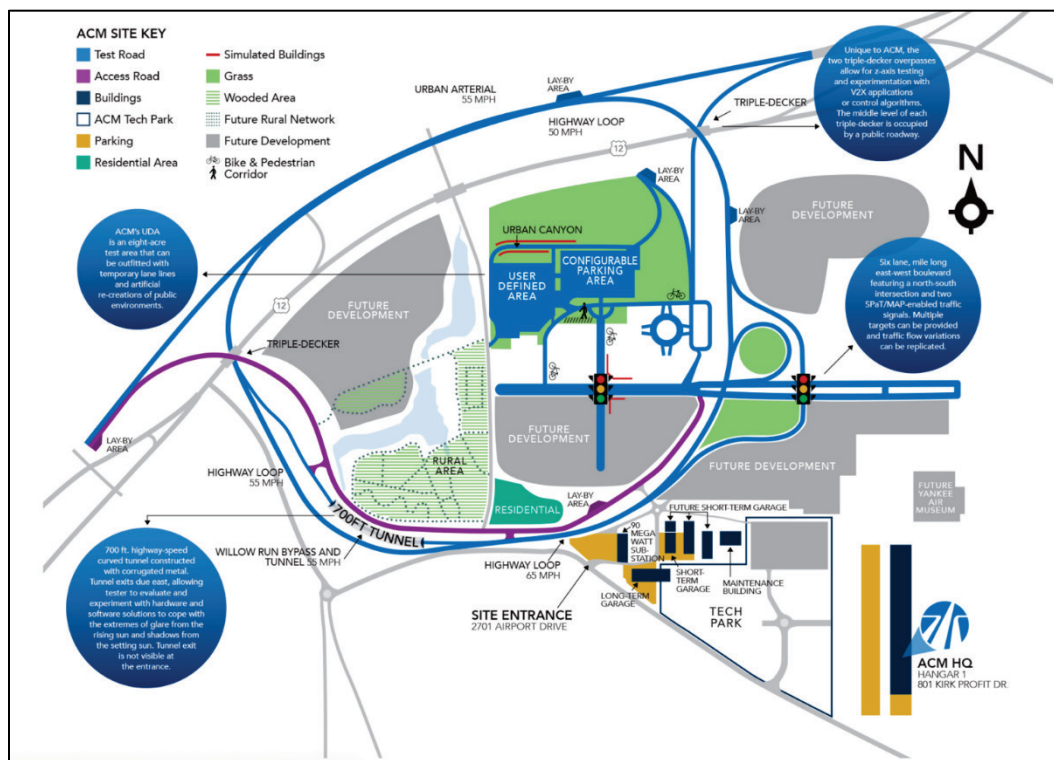 ACM SITE KEY
Test Road
Access Road
Buildings
ACM Tech Park
Parking
Residential Area
Simulated Buildings
Grass
Wooded Area
Future Rural Network
Future Development
Bike & Pedestrian
Corridor
URBAN ARTERIAL
55 MPH
LAY-BY
AREA
HIGHWAY LOOP
50 MPH
12
TRIPLE-DECKER
Unique to ACM, the
two triple-decker overpasses
allow for z-axis testing
and experimentation with
V2X applications
or control algorithms.
The middle level of each
triple-decker is occupied
by a public roadway.
N
ACM's UDA
is an eight-acre
test area that can
be outfitted with
temporary lane lines
and artificial
re-creations of public
environments.
LAY-BY
AREA
LAY-BY
AREA
FUTURE
DEVELOPMENT
URBAN CANYON
USER
DEFINED
AREA
CONFIGURABLE
PARKING
AREA
FUTURE
DEVELOPMENT
12
TRIPLE-DECKER
Six lane, mile long
east-west boulevard
featuring a north-south
intersection and two
SPaT/MAP-enabled traffic
signals. Multiple
targets can be provided
and traffic flow variations
can be replicated.
LAY-BY
AREA
FUTURE
DEVELOPMENT
RURAL
AREA
FUTURE DEVELOPMENT
HIGHWAY LOOP
55 MPH
700FT TUNNEL
RESIDENTIAL
LAY-BY
AREA
FUTURE
YANKEE
AIR
MUSEUM
FUTURE SHORT-TERM GARAGE
90
MEGA
WATT
SUB-
STATION
WILLOW RUN BYPASS AND
TUNNEL 55 MPH
HIGHWAY LOOP
65 MPH
SHORT-
TERM
GARAGE
MAINTENANCE
BUILDING
LONG-TERM
GARAGE
SITE ENTRANCE
2701 AIRPORT DRIVE
TECH
PARK
700 ft. highway-speed
curved tunnel constructed
with corrugated metal.
Tunnel exits due east, allowing
tester to evaluate and
experiment with hardware and
software solutions to cope with
the extremes of glare from the
rising sun and shadows from
the setting sun. Tunnel exit
is not visible at
the entrance.
ACM HQ
HANGAR 1
801 KIRK PROFIT DR.